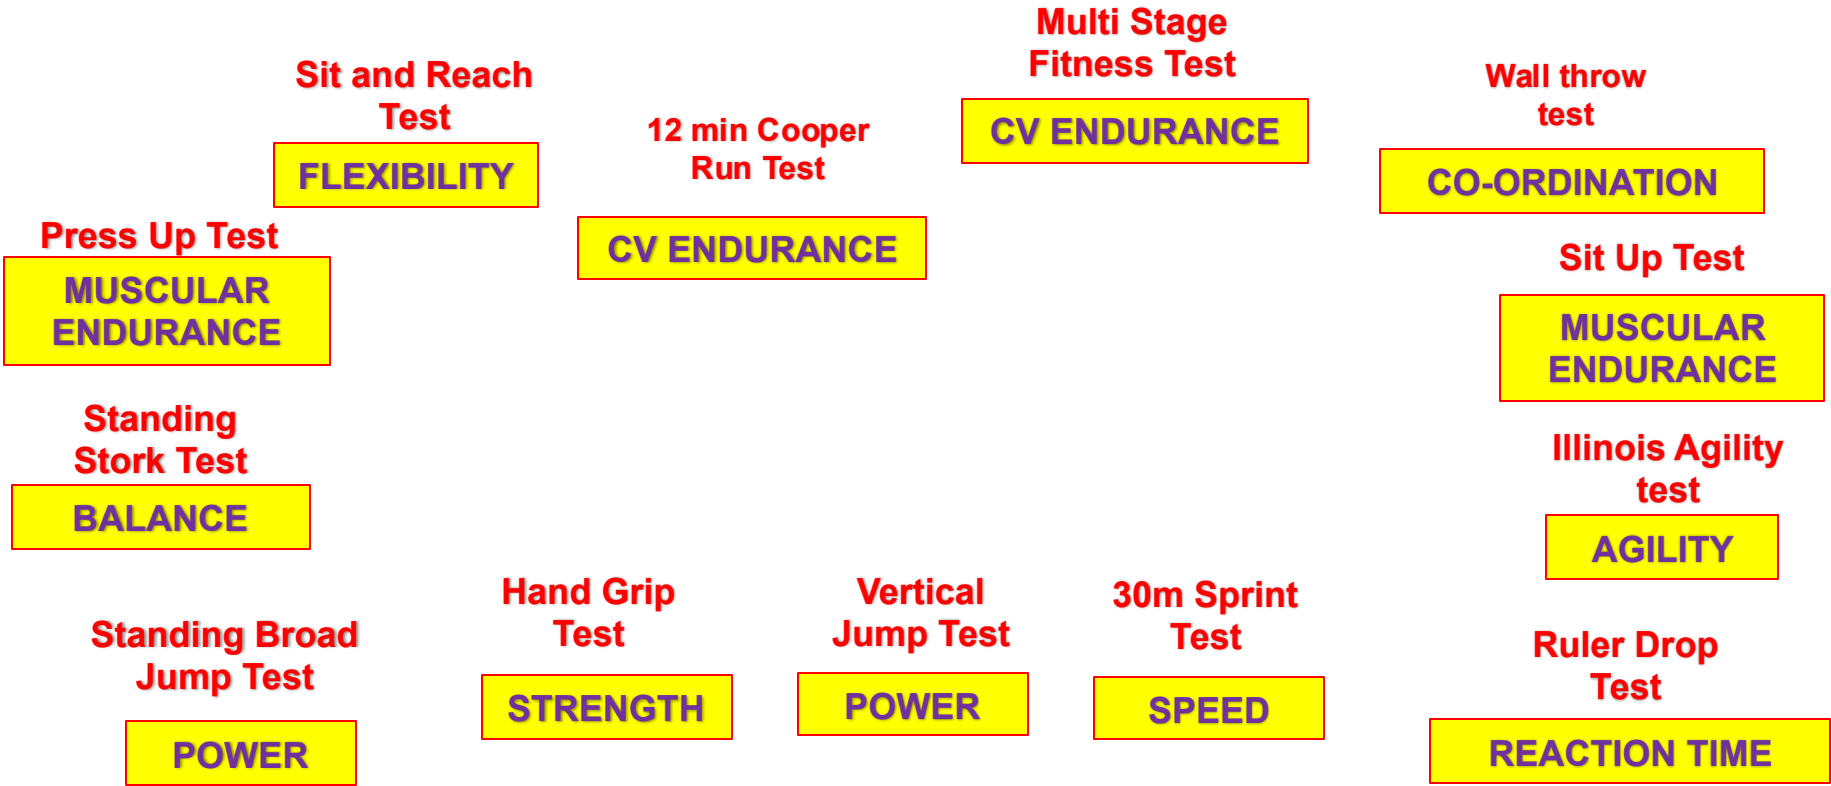 Multi Stage
Fitness Test
CV ENDURANCE
Sit and Reach
Test
FLEXIBILITY
12 min Cooper
Run Test
CV ENDURANCE
Wall throw
test
CO-ORDINATION
Press Up Test
MUSCULAR
ENDURANCE
Sit Up Test
MUSCULAR
ENDURANCE
Standing
Stork Test
BALANCE
Illinois Agility
test
AGILITY
Standing Broad
Jump Test
POWER
Hand Grip
Test
STRENGTH
Vertical
Jump Test
POWER
30m Sprint
Test
SPEED
Ruler Drop
Test
REACTION TIME